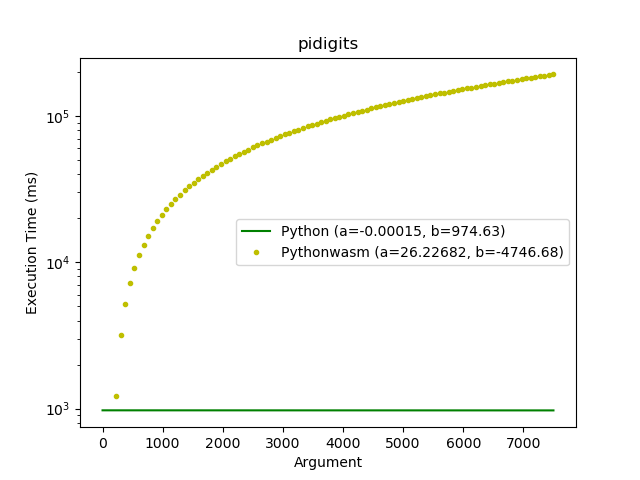 pidigits
Execution Time (ms)
10^5
10^4
10^3
Python (a=-0.00015, b=974.63)
Pythonwasm (a=26.22682, b=-4746.68)
0 1000 2000 3000 4000 5000 6000 7000
Argument